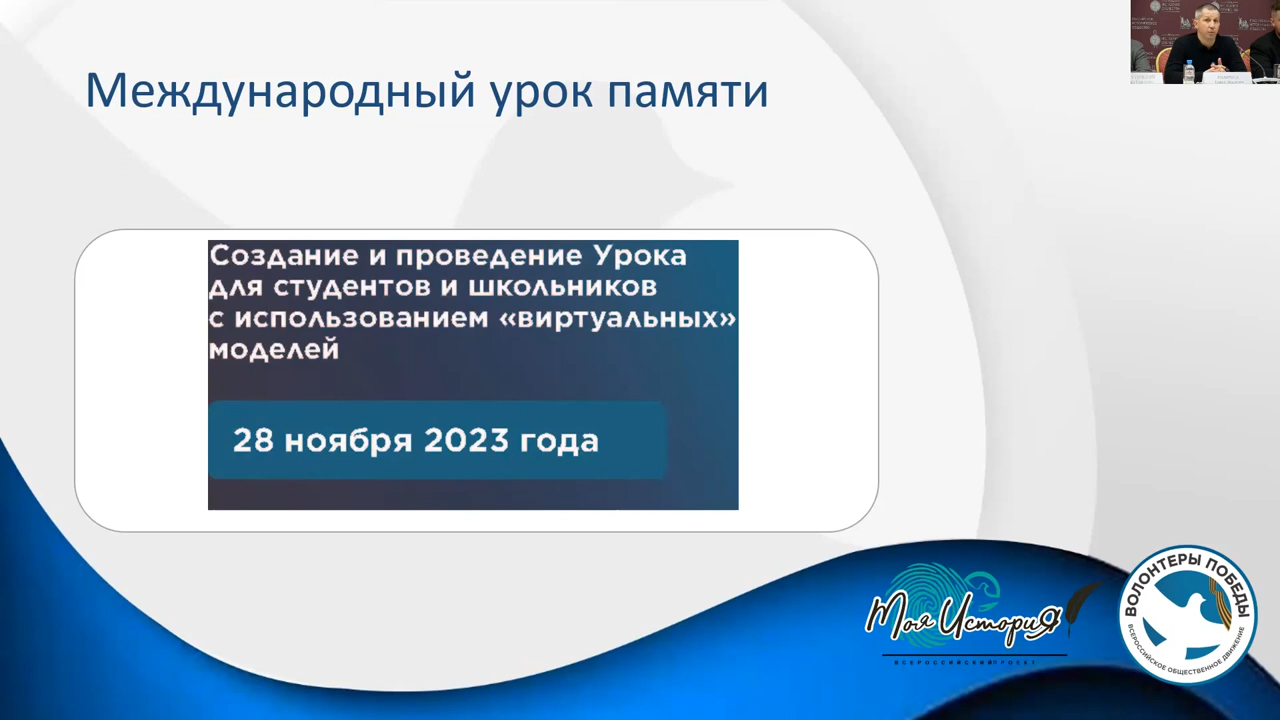 Международный урок памяти
Создание и проведение Урока
для студентов и школьников
с использованием «виртуальных»
моделей
28 ноября 2023 года
Моя История
ВСЕРОССИЙСКИЙ ПРОЕКТ
ВОЛОНТЕРЫ ПОБЕДЫ
ВСЕРОССИЙСКОЕ ОБЩЕСТВЕННОЕ ДВИЖЕНИЕ